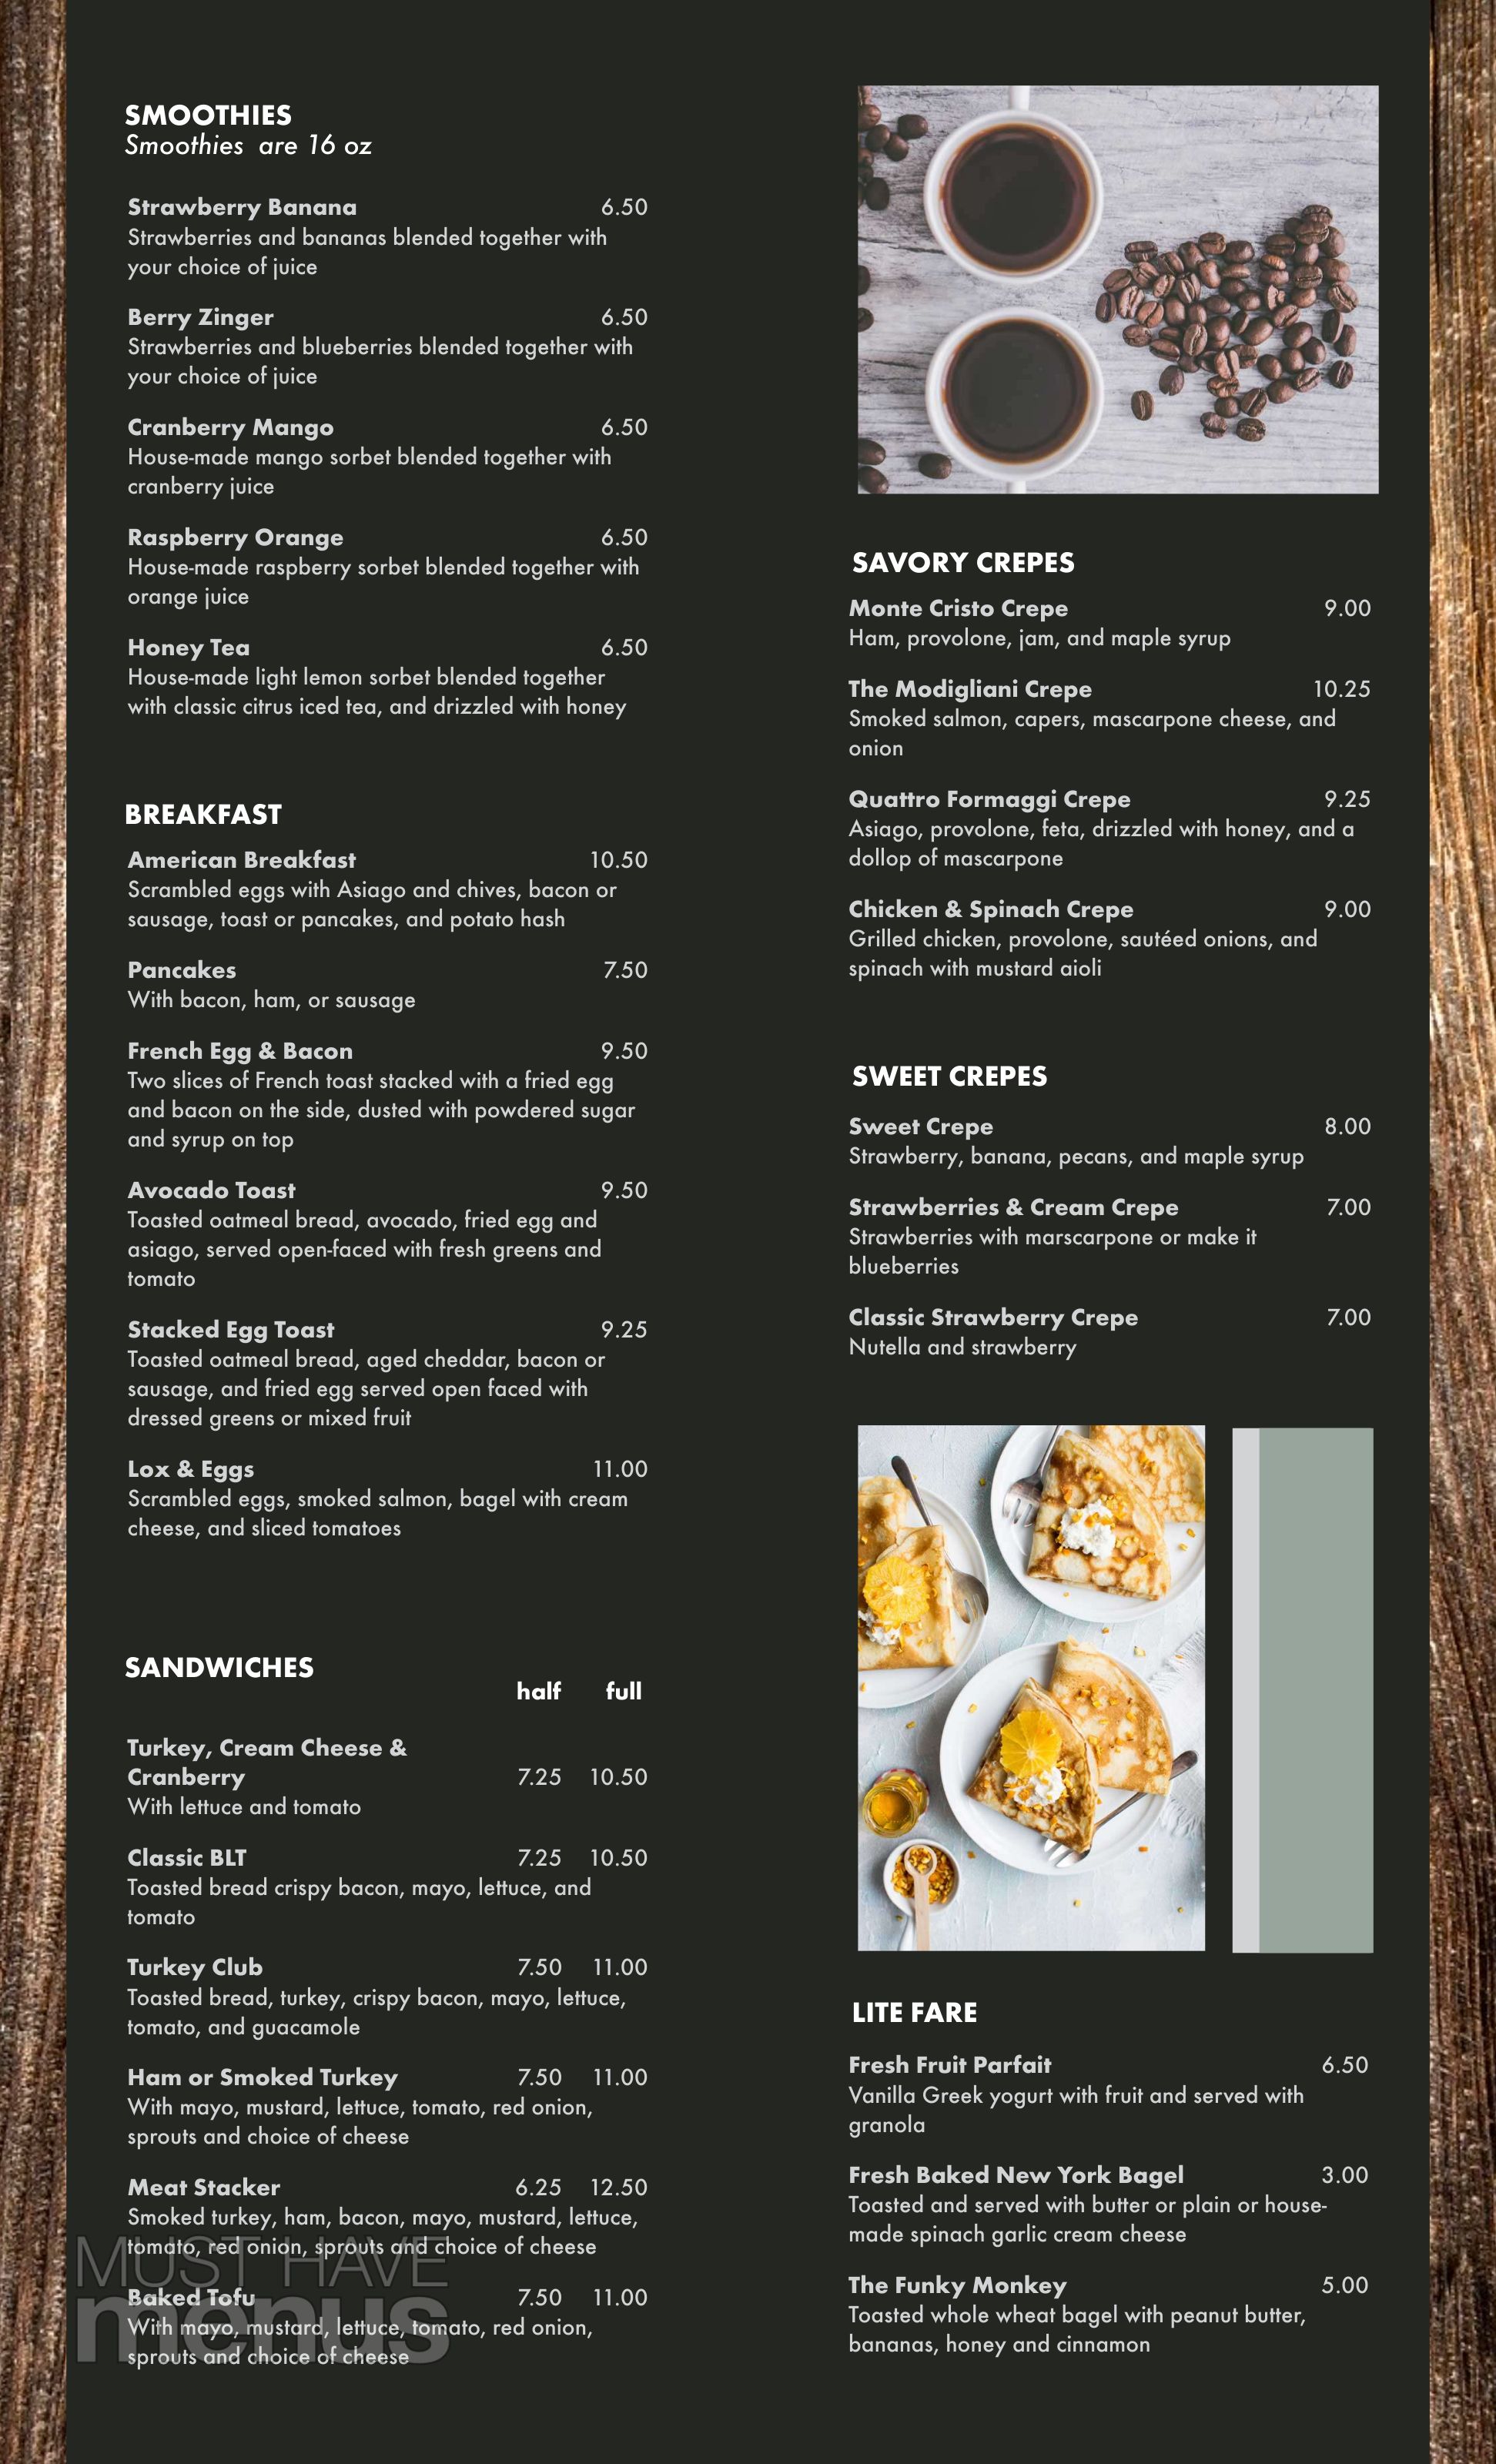 SMOOTHIES
Smoothies are 16 oz
Strawberry Banana 6.50
Strawberries and bananas blended together with
your choice of juice
Berry Zinger 6.50
Strawberries and blueberries blended together with
your choice of juice
Cranberry Mango 6.50
House-made mango sorbet blended together with
cranberry juice
Raspberry Orange 6.50
House-made raspberry sorbet blended together with
orange juice
Honey Tea 6.50
House-made light lemon sorbet blended together
with classic citrus iced tea, and drizzled with honey
BREAKFAST
American Breakfast 10.50
Scrambled eggs with Asiago and chives, bacon or
sausage, toast or pancakes, and potato hash
Pancakes 7.50
With bacon, ham, or sausage
French Egg & Bacon 9.50
Two slices of French toast stacked with a fried egg
and bacon on the side, dusted with powdered sugar
and syrup on top
Avocado Toast 9.50
Toasted oatmeal bread, avocado, fried egg and
asiago, served open-faced with fresh greens and
tomato
Stacked Egg Toast 9.25
Toasted oatmeal bread, aged cheddar, bacon or
sausage, and fried egg served open faced with
dressed greens or mixed fruit
Lox & Eggs 11.00
Scrambled eggs, smoked salmon, bagel with cream
cheese, and sliced tomatoes
SANDWICHES
half full
Turkey, Cream Cheese &
Cranberry 7.25 10.50
With lettuce and tomato
Classic BLT 7.25 10.50
Toasted bread crispy bacon, mayo, lettuce, and
tomato
Turkey Club 7.50 11.00
Toasted bread, turkey, crispy bacon, mayo, lettuce,
tomato, and guacamole
Ham or Smoked Turkey 7.50 11.00
With mayo, mustard, lettuce, tomato, red onion,
sprouts and choice of cheese
Meat Stacker 6.25 12.50
Smoked turkey, ham, bacon, mayo, mustard, lettuce,
tomato, red onion, sprouts and choice of cheese
Baked Tofu 7.50 11.00
With mayo, mustard, lettuce, tomato, red onion,
sprouts and choice of cheese
MUST HAVE
menus
SAVORY CREPES
Monte Cristo Crepe 9.00
Ham, provolone, jam, and maple syrup
The Modigliani Crepe 10.25
Smoked salmon, capers, mascarpone cheese, and
onion
Quattro Formaggi Crepe 9.25
Asiago, provolone, feta, drizzled with honey, and a
dollop of mascarpone
Chicken & Spinach Crepe 9.00
Grilled chicken, provolone, sautéed onions, and
spinach with mustard aioli
SWEET CREPES
Sweet Crepe 8.00
Strawberry, banana, pecans, and maple syrup
Strawberries & Cream Crepe 7.00
Strawberries with marscarpone or make it
blueberries
Classic Strawberry Crepe 7.00
Nutella and strawberry
LITE FARE
Fresh Fruit Parfait 6.50
Vanilla Greek yogurt with fruit and served with
granola
Fresh Baked New York Bagel 3.00
Toasted and served with butter or plain or house-
made spinach garlic cream cheese
The Funky Monkey 5.00
Toasted whole wheat bagel with peanut butter,
bananas, honey and cinnamon